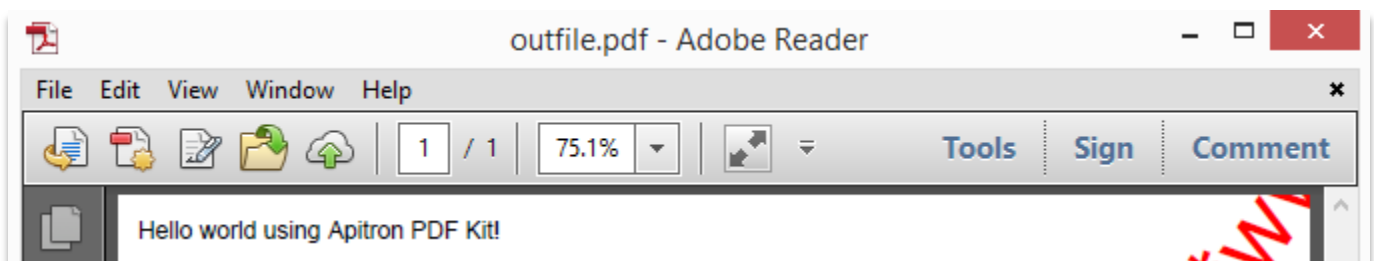 outfile.pdf - Adobe Reader
File Edit View Window Help
1 / 1 75.1% Tools Sign Comment
Hello world using Apitron PDF Kit!